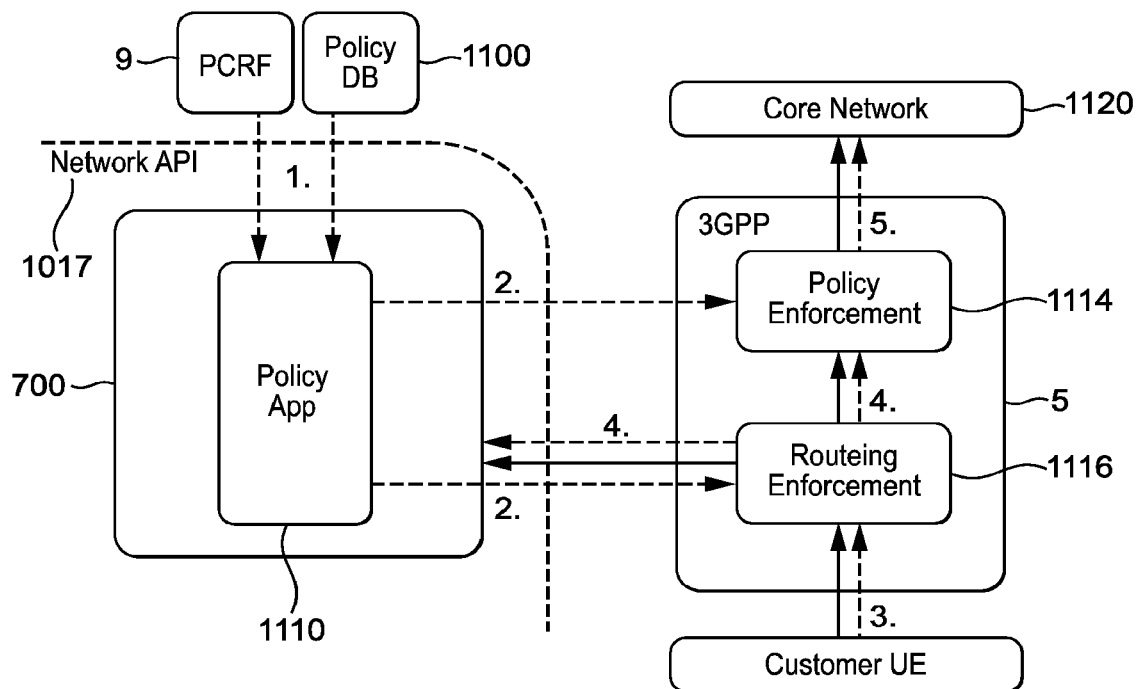 9
PCRF
Policy
DB
1100
Core Network
1120
Network API
1.
1017
3GPP
5.
2.
Policy
Enforcement
1114
700
Policy
App
4.
4.
5
Routeing
Enforcement
1116
2.
1110
3.
Customer UE